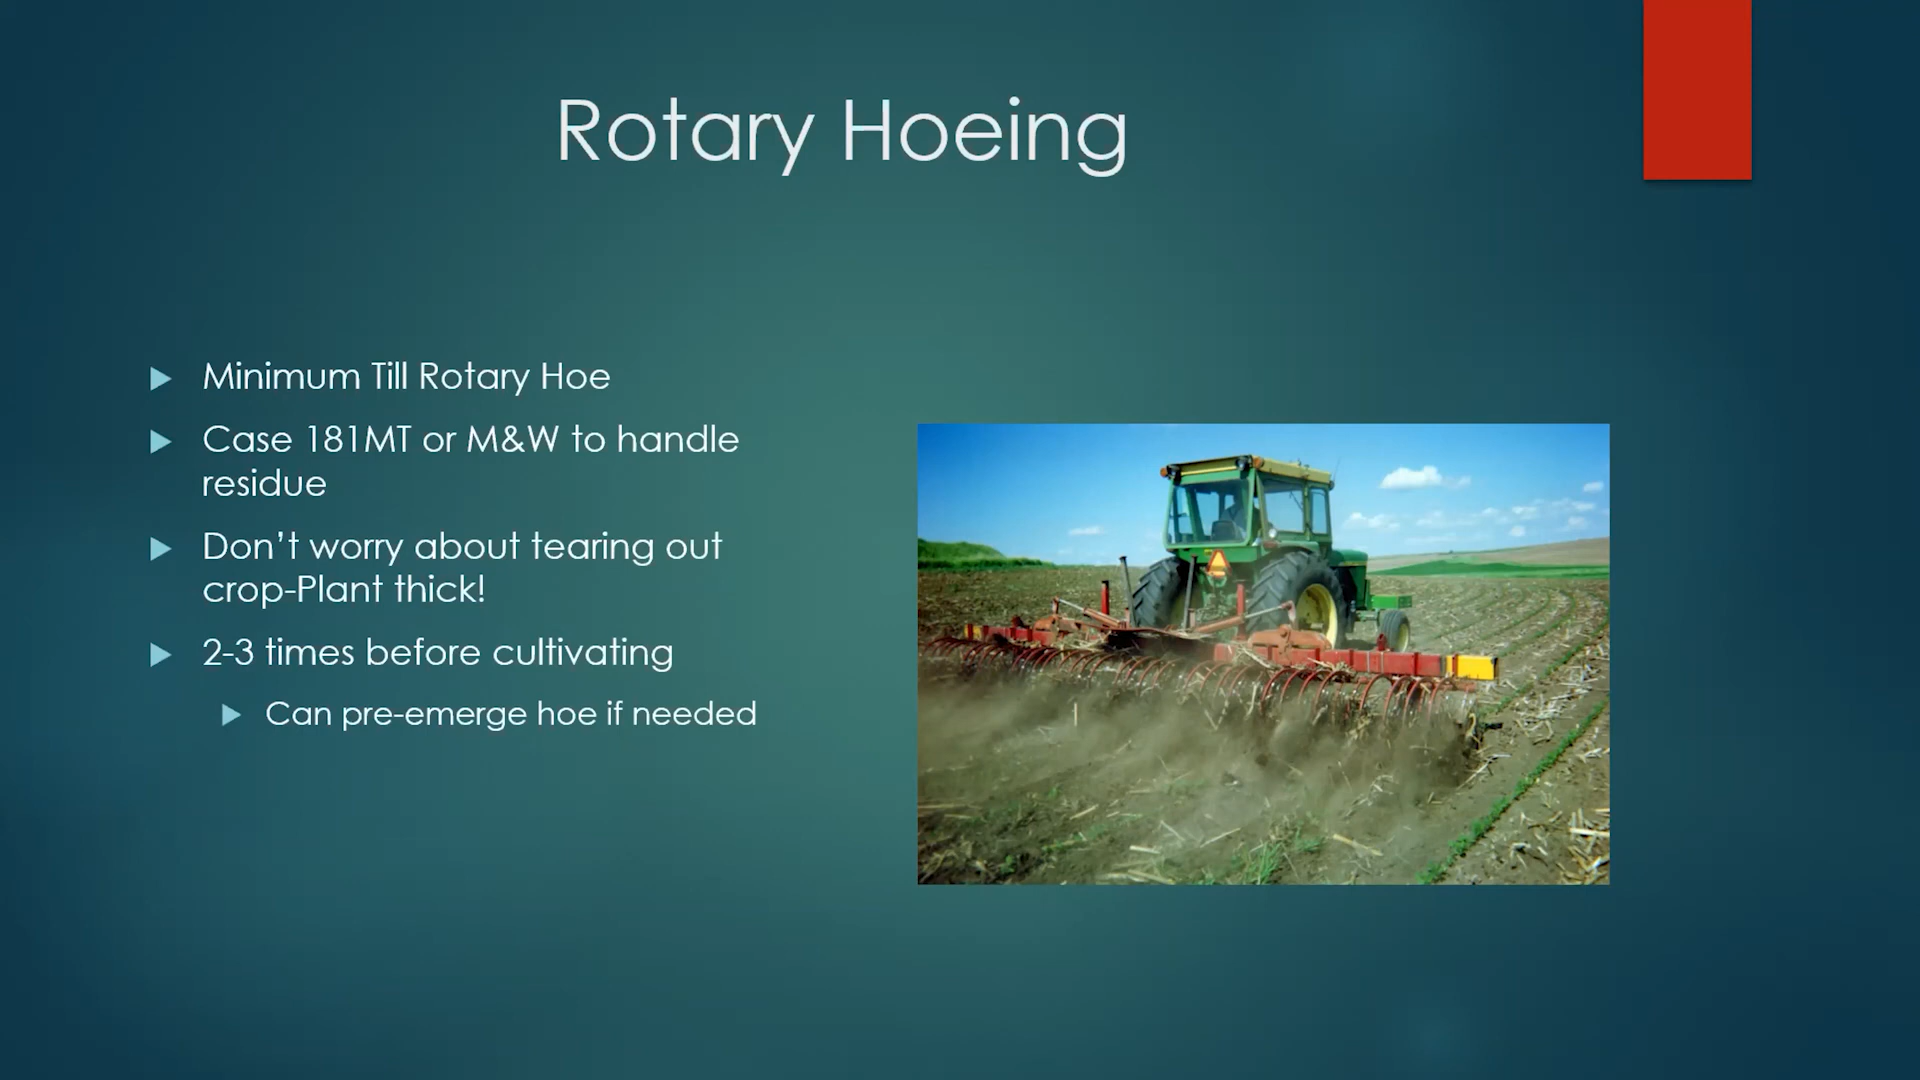 Rotary Hoeing
Minimum Till Rotary Hoe
Case 181MT or M&W to handle
residue
Don’t worry about tearing out
crop-Plant thick!
2-3 times before cultivating
Can pre-emerge hoe if needed